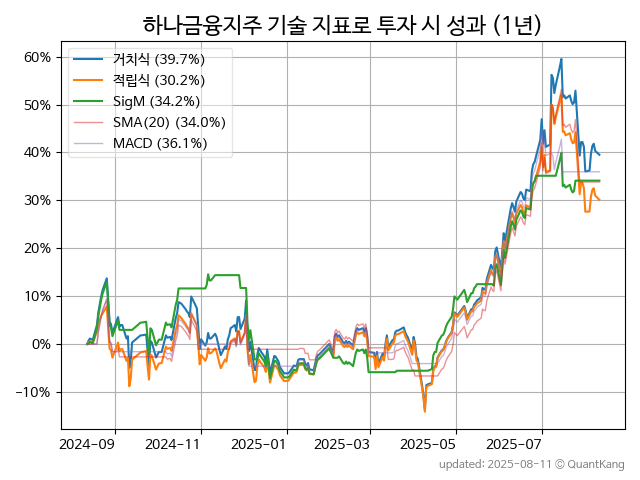 하나금융지주 기술 지표로 투자 시 성과 (1년)
거치식 (39.7%)
적립식 (30.2%)
SigM (34.2%)
SMA(20) (34.0%)
MACD (36.1%)
60%
50%
40%
30%
20%
10%
0%
−10%
2024-09 2024-11 2025-01 2025-03 2025-05 2025-07
updated: 2025-08-11 © QuantKang